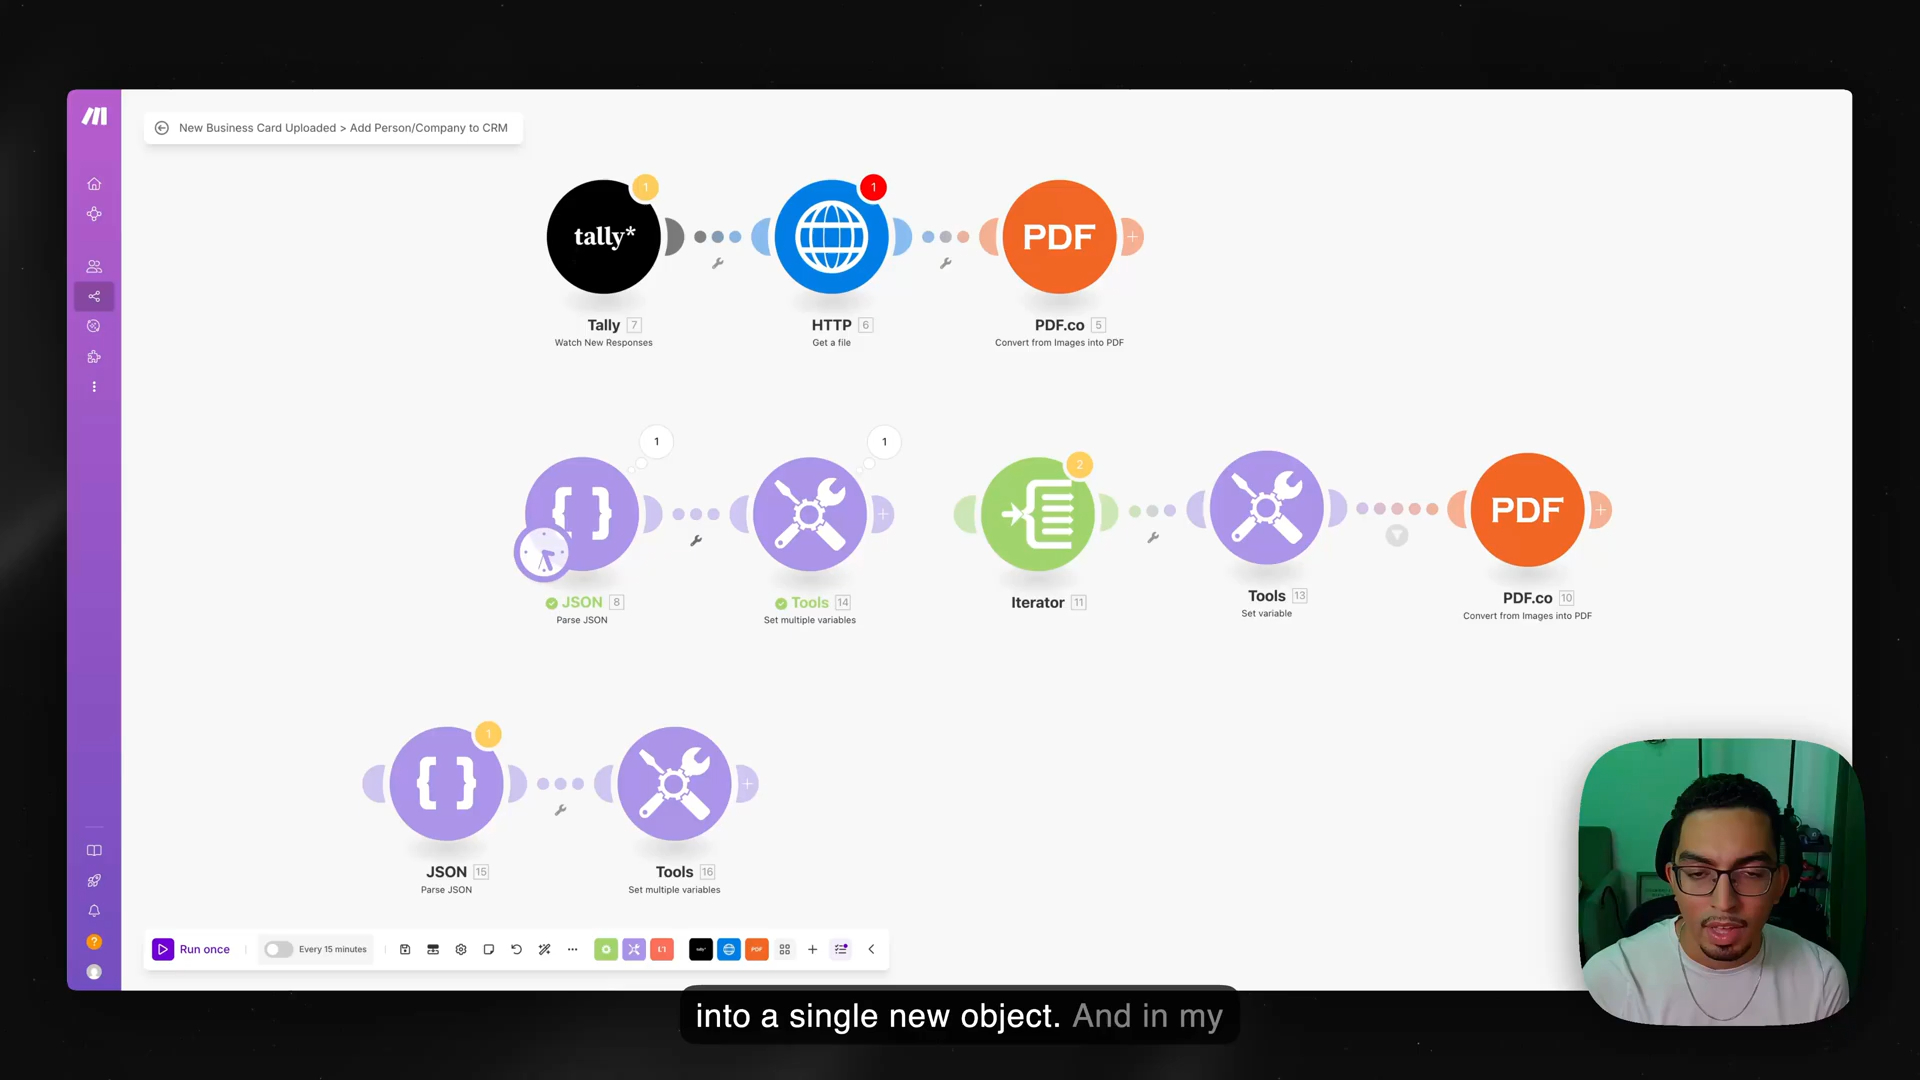 New Business Card Uploaded > Add Person/Company to CRM
1
1
tally*
PDF
Tally 7
Watch New Responses
HTTP 6
Get a file
PDF.co 5
Convert from Images into PDF
1
1
2
PDF
JSON 8
Parse JSON
Tools 14
Set multiple variables
Iterator 11
Tools 13
Set variable
PDF.co 10
Convert from Images into PDF
1
JSON 15
Parse JSON
Tools 16
Set multiple variables
Run once
Every 15 minutes
tally*
PDF
?
into a single new object. And in my